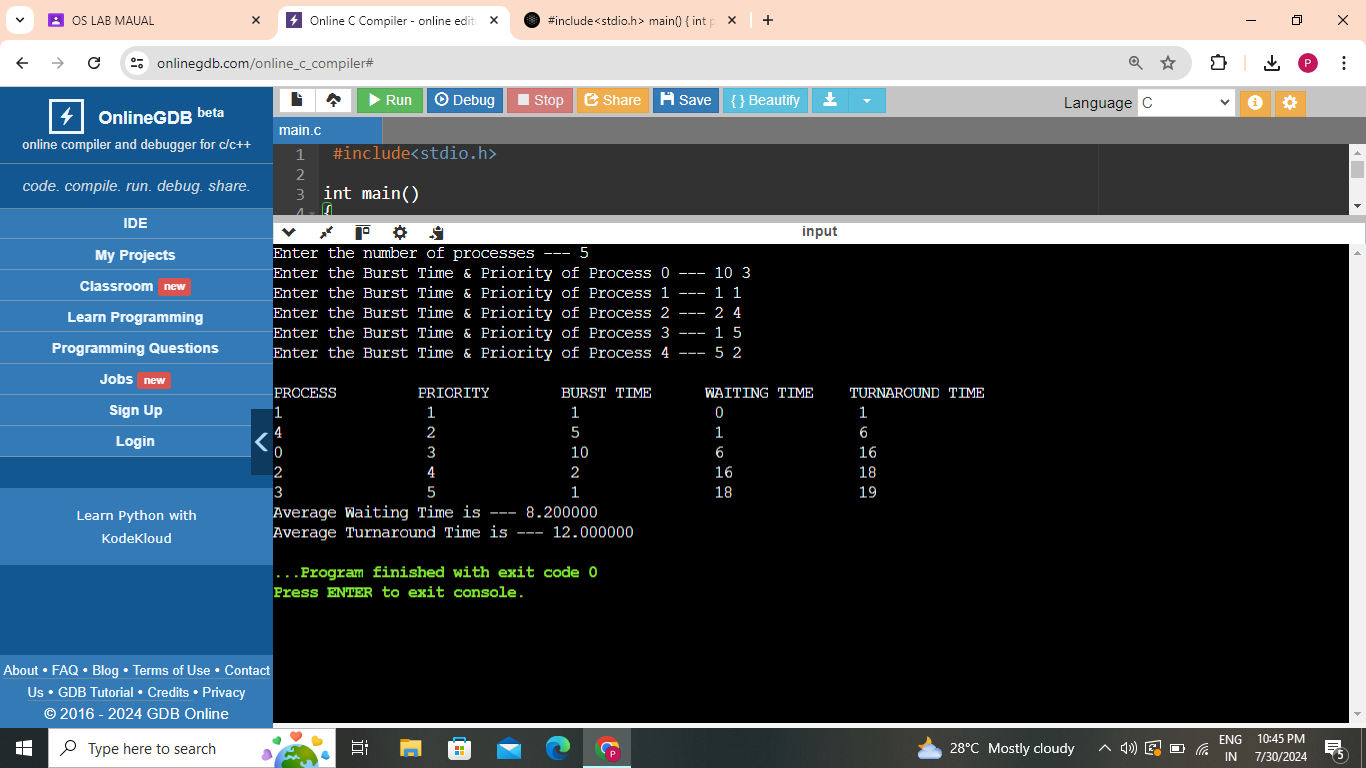 OS LAB MAUAL
Online C Compiler - online edit
#include<stdio.h> main() { int p
onlinegdb.com/online_c_compiler#
P
OnlineGDB beta
online compiler and debugger for c/c++
code. compile. run. debug. share.
IDE
My Projects
Classroom new
Learn Programming
Programming Questions
Jobs new
Sign Up
Login
Learn Python with
KodeKloud
About • FAQ • Blog • Terms of Use • Contact
Us • GDB Tutorial • Credits • Privacy
© 2016 - 2024 GDB Online
Run Debug Stop Share Save { } Beautify
Language C
main.c
1 #include<stdio.h>
2
3 int main()
4 {
input
Enter the number of processes --- 5
Enter the Burst Time & Priority of Process 0 --- 10 3
Enter the Burst Time & Priority of Process 1 --- 1 1
Enter the Burst Time & Priority of Process 2 --- 2 4
Enter the Burst Time & Priority of Process 3 --- 1 5
Enter the Burst Time & Priority of Process 4 --- 5 2
PROCESS PRIORITY BURST TIME WAITING TIME TURNAROUND TIME
1 1 1 0 1
4 2 5 1 6
0 3 10 6 16
2 4 2 16 18
3 5 1 18 19
Average Waiting Time is --- 8.200000
Average Turnaround Time is --- 12.000000
...Program finished with exit code 0
Press ENTER to exit console.
Type here to search
P
28°C Mostly cloudy
ENG
IN
10:45 PM
7/30/2024
5